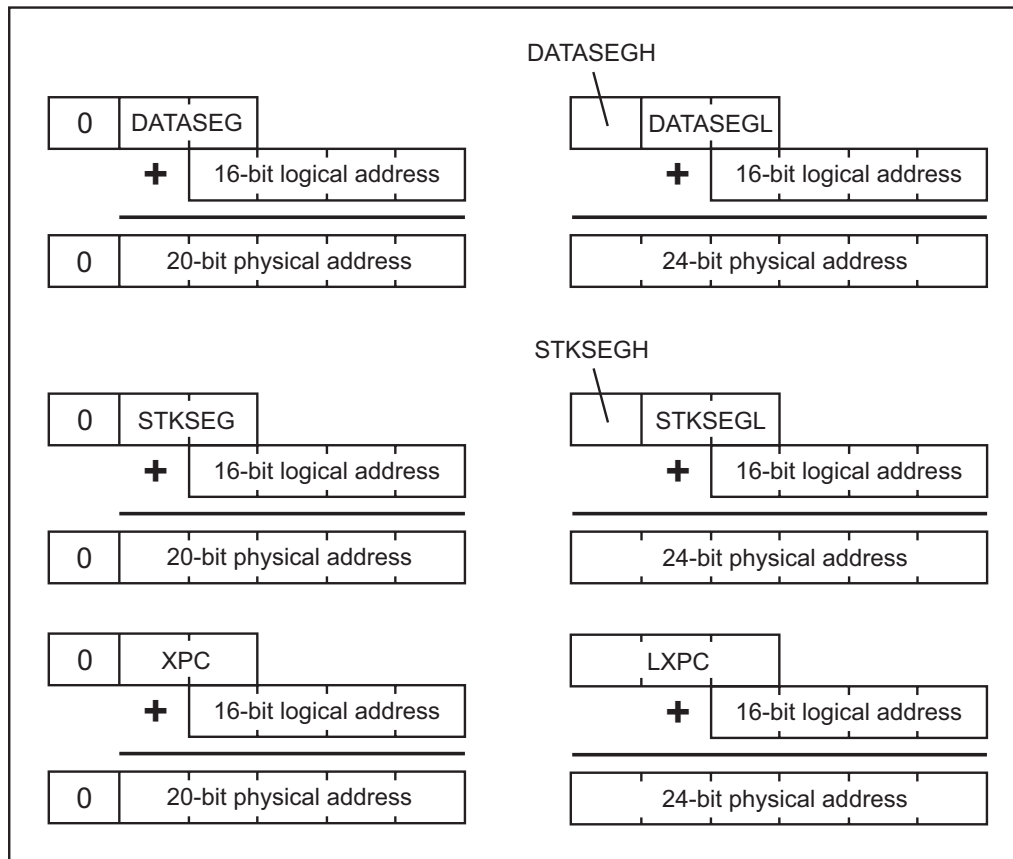 DATASEGH
0 DATASEG
DATASEGL
+ 16-bit logical address
+ 16-bit logical address
0 20-bit physical address
24-bit physical address
STKSEGH
0 STKSEG
STKSEGL
+ 16-bit logical address
+ 16-bit logical address
0 20-bit physical address
24-bit physical address
0 XPC
LXPC
+ 16-bit logical address
+ 16-bit logical address
0 20-bit physical address
24-bit physical address